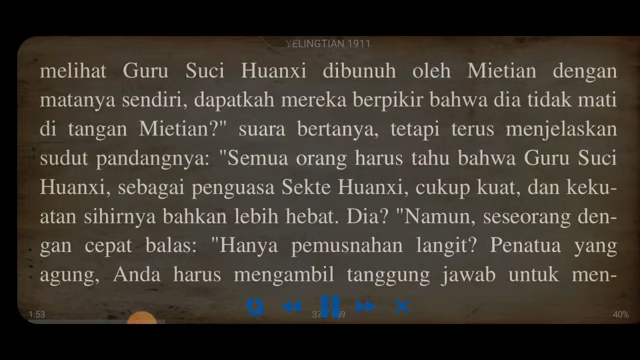 YELINGTIAN 1911
melihat Guru Suci Huanxi dibunuh oleh Mietian dengan
matanya sendiri, dapatkah mereka berpikir bahwa dia tidak mati
di tangan Mietian?" suara bertanya, tetapi terus menjelaskan
sudut pandangnya: "Semua orang harus tahu bahwa Guru Suci
Huanxi, sebagai penguasa Sekte Huanxi, cukup kuat, dan keku-
atan sihirnya bahkan lebih hebat. Dia? "Namun, seseorang den-
gan cepat balas: "Hanya pemusnahan langit? Penatua yang
agung, Anda harus mengambil tanggung jawab untuk men-
1:53
40%